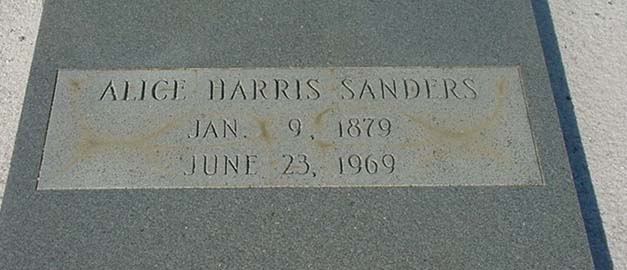 ALICE HARRIS SANDERS
JAN. 9, 1879
JUNE 23, 1969